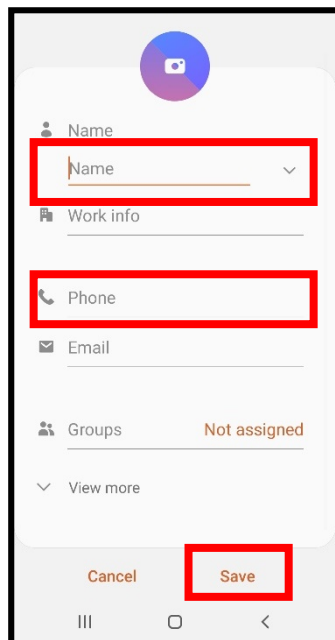 Name
Name
Work info
Phone
Email
Groups Not assigned
View more
Cancel Save